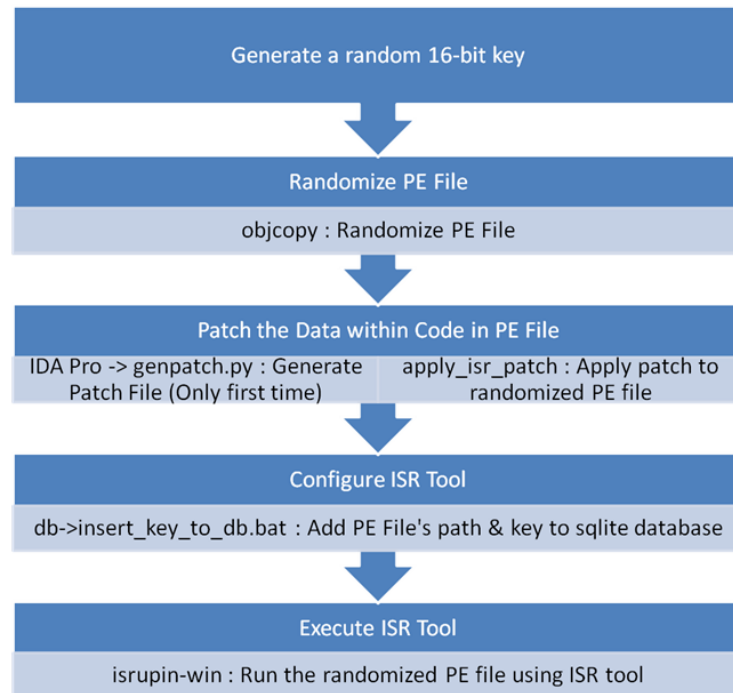 Generate a random 16-bit key
Randomize PE File
objcopy : Randomize PE File
Patch the Data within Code in PE File
IDA Pro -> genpatch.py : Generate
Patch File (Only first time)
apply_isr_patch : Apply patch to
randomized PE file
Configure ISR Tool
db->insert_key_to_db.bat : Add PE File's path & key to sqlite database
Execute ISR Tool
isrupin-win : Run the randomized PE file using ISR tool